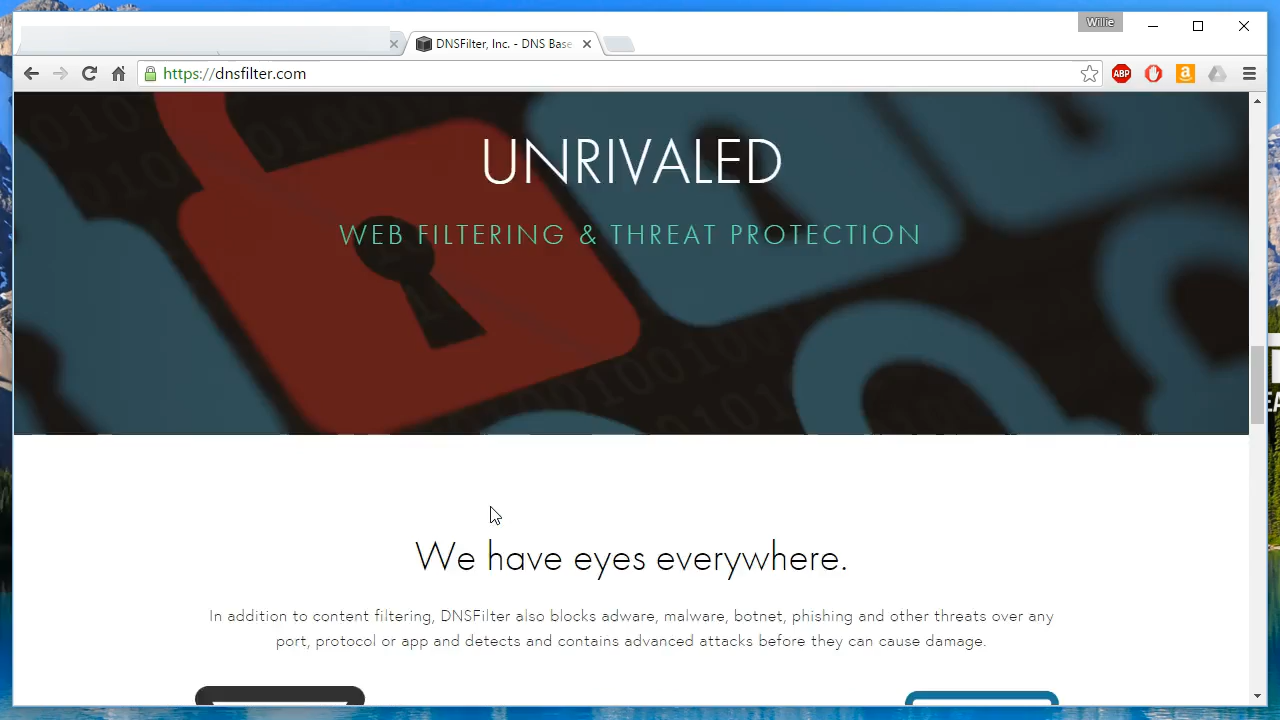 Willie
DNSFilter, Inc. - DNS Base
https://dnsfilter.com
ABP
a
UNRIVALED
WEB FILTERING & THREAT PROTECTION
We have eyes everywhere.
In addition to content filtering, DNSFilter also blocks adware, malware, botnet, phishing and other threats over any
port, protocol or app and detects and contains advanced attacks before they can cause damage.